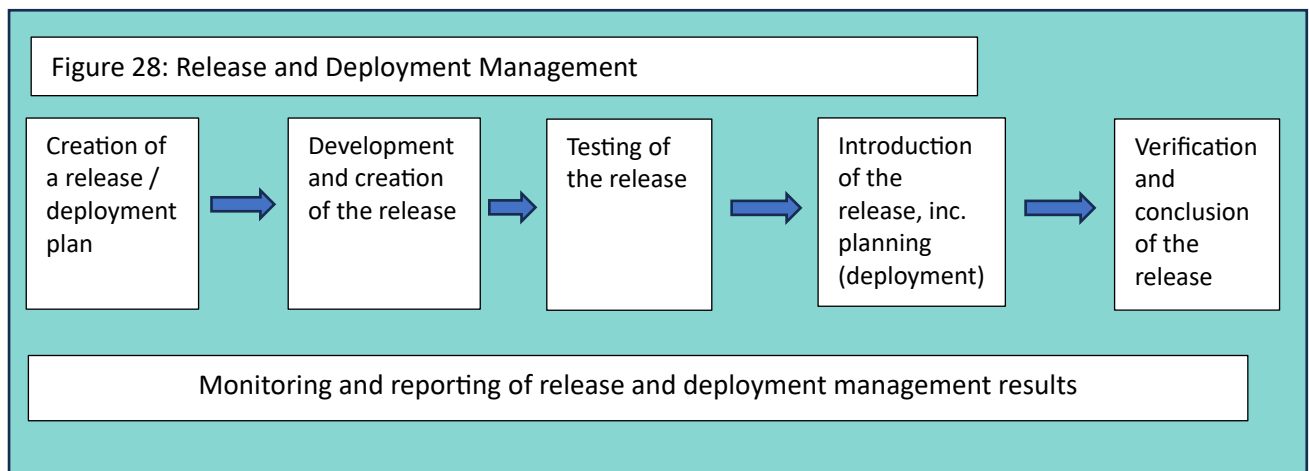 Figure 28: Release and Deployment Management
Creation of
a release /
deployment
plan
Development
and creation
of the release
Testing of
the release
Introduction
of the
release, inc.
planning
(deployment)
Verification
and
conclusion
of the
release
Monitoring and reporting of release and deployment management results